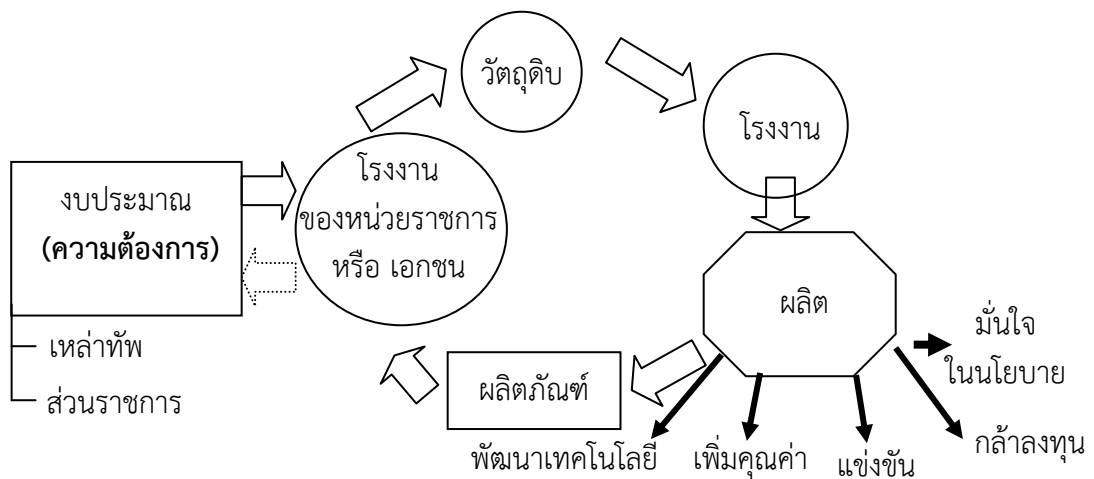 วัตถุดิบ
โรงงาน
โรงงาน
ของหน่วยราชการ
หรือ เอกชน
งบประมาณ
(ความต้องการ)
เหล่าทัพ
ส่วนราชการ
ผลิต
ผลิตภัณฑ์
มั่นใจ
ในนโยบาย
กล้าลงทุน
แข่งขัน
เพิ่มคุณค่า
พัฒนาเทคโนโลยี